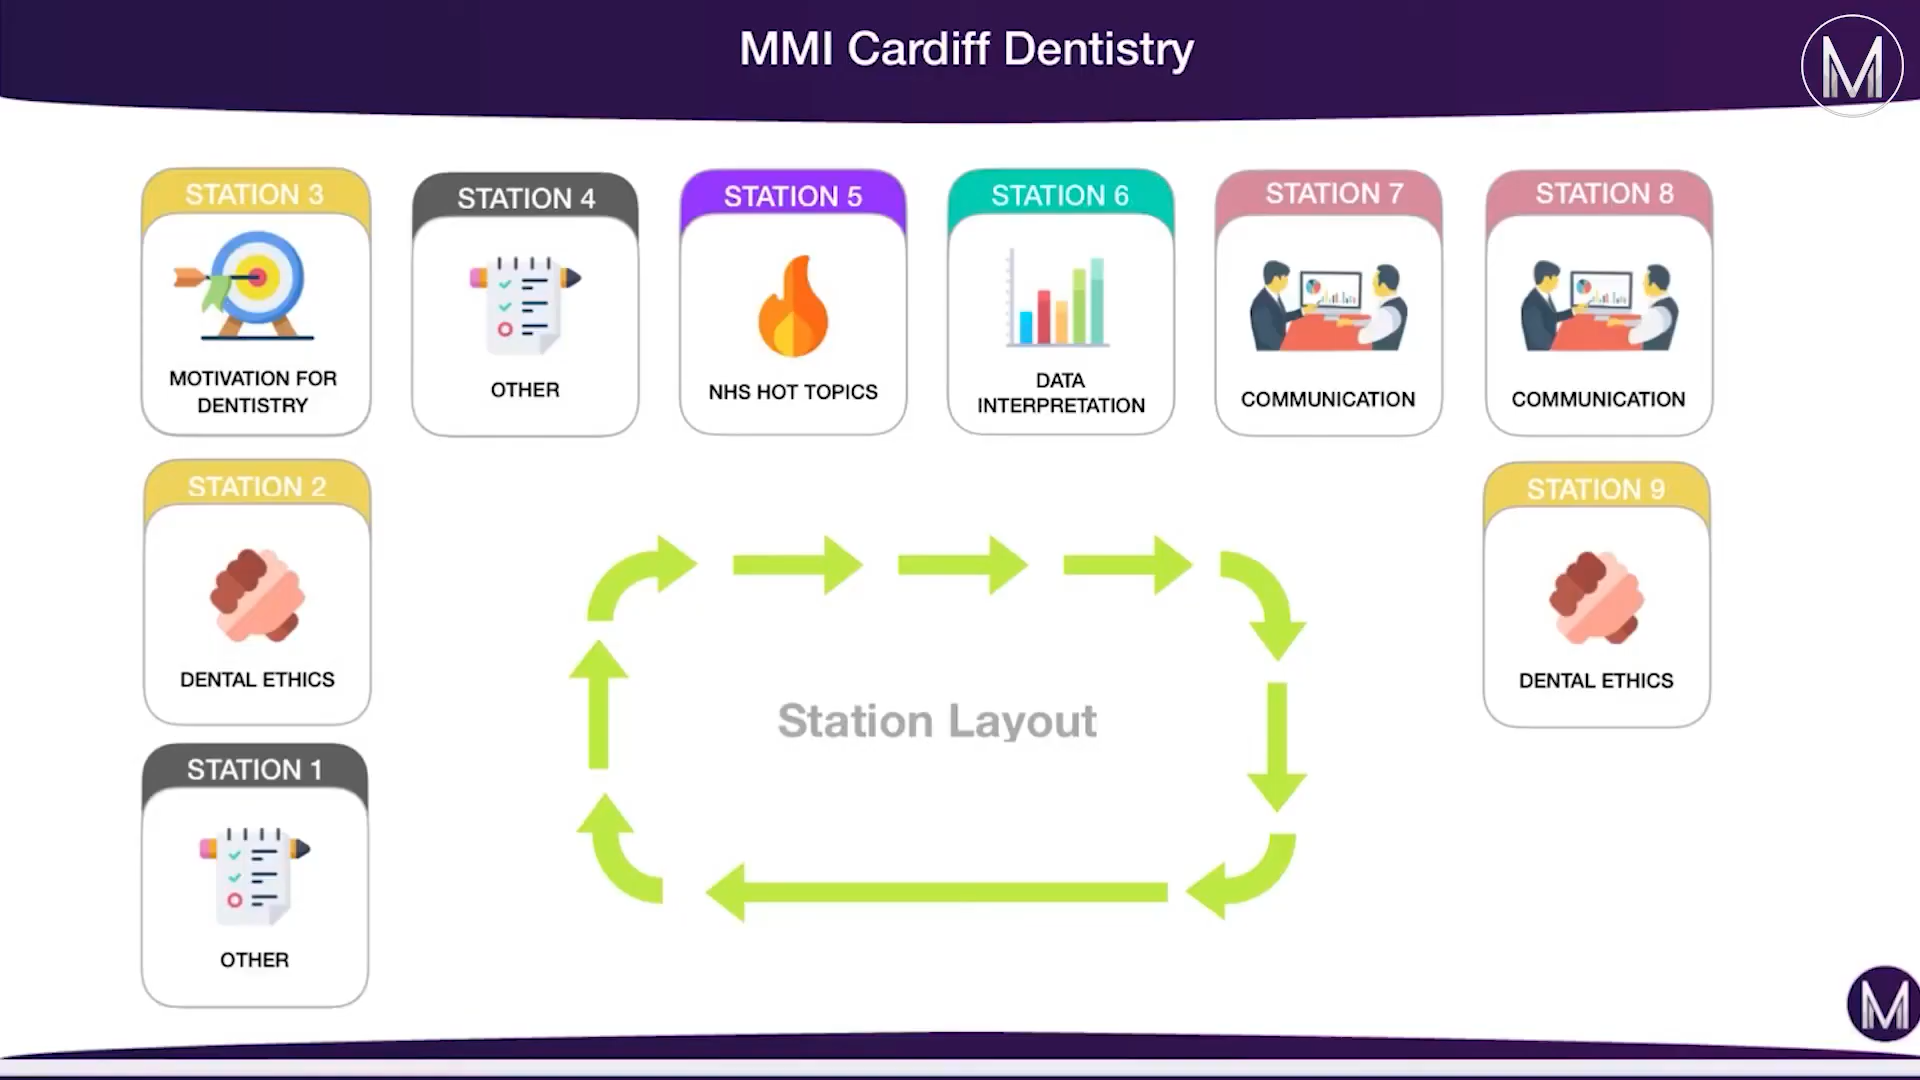 MMI Cardiff Dentistry
M
STATION 3
MOTIVATION FOR
DENTISTRY
STATION 4
OTHER
STATION 5
NHS HOT TOPICS
STATION 6
DATA
INTERPRETATION
STATION 7
COMMUNICATION
STATION 8
COMMUNICATION
STATION 2
DENTAL ETHICS
STATION 9
DENTAL ETHICS
Station Layout
STATION 1
OTHER
M